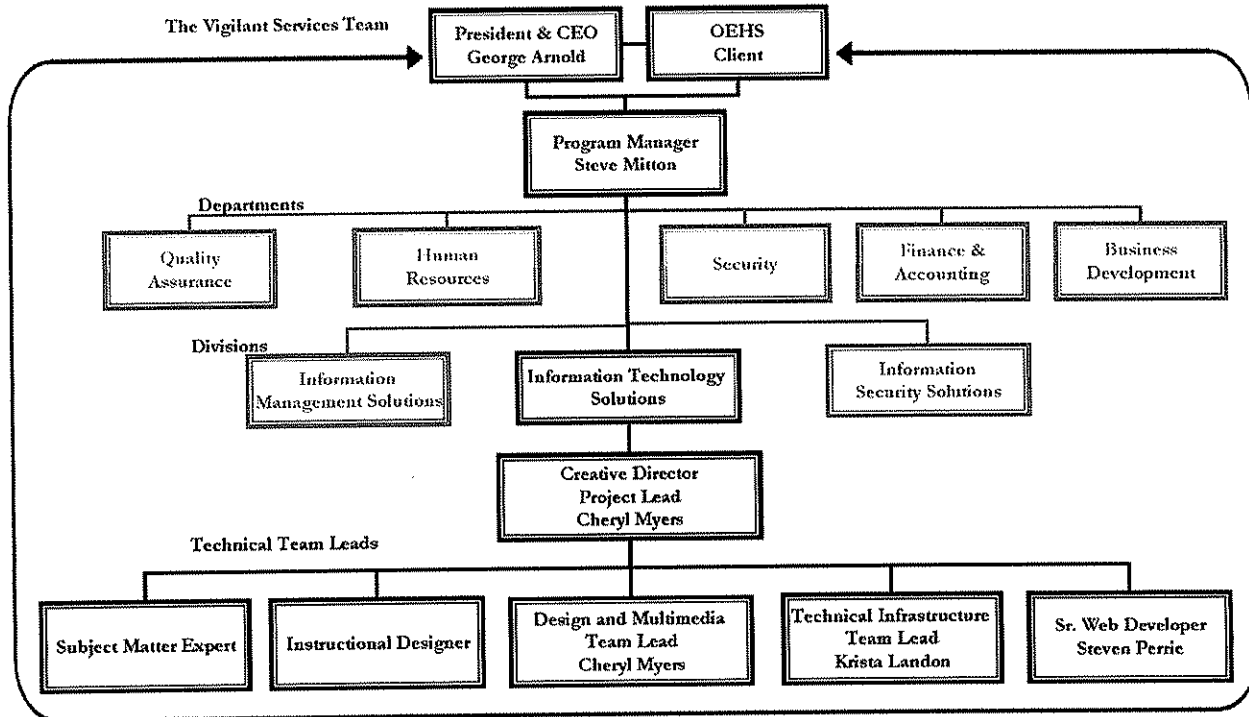 The Vigilant Services Team
President & CEO
George Arnold
OEHS
Client
Program Manager
Steve Mitton
Departments
Quality
Assurance
Human
Resources
Security
Finance &
Accounting
Business
Development
Divisions
Information
Management Solutions
Information Technology
Solutions
Information
Security Solutions
Creative Director
Project Lead
Cheryl Myers
Technical Team Leads
Subject Matter Expert
Instructional Designer
Design and Multimedia
Team Lead
Cheryl Myers
Technical Infrastructure
Team Lead
Krista Landon
Sr. Web Developer
Steven Perrie